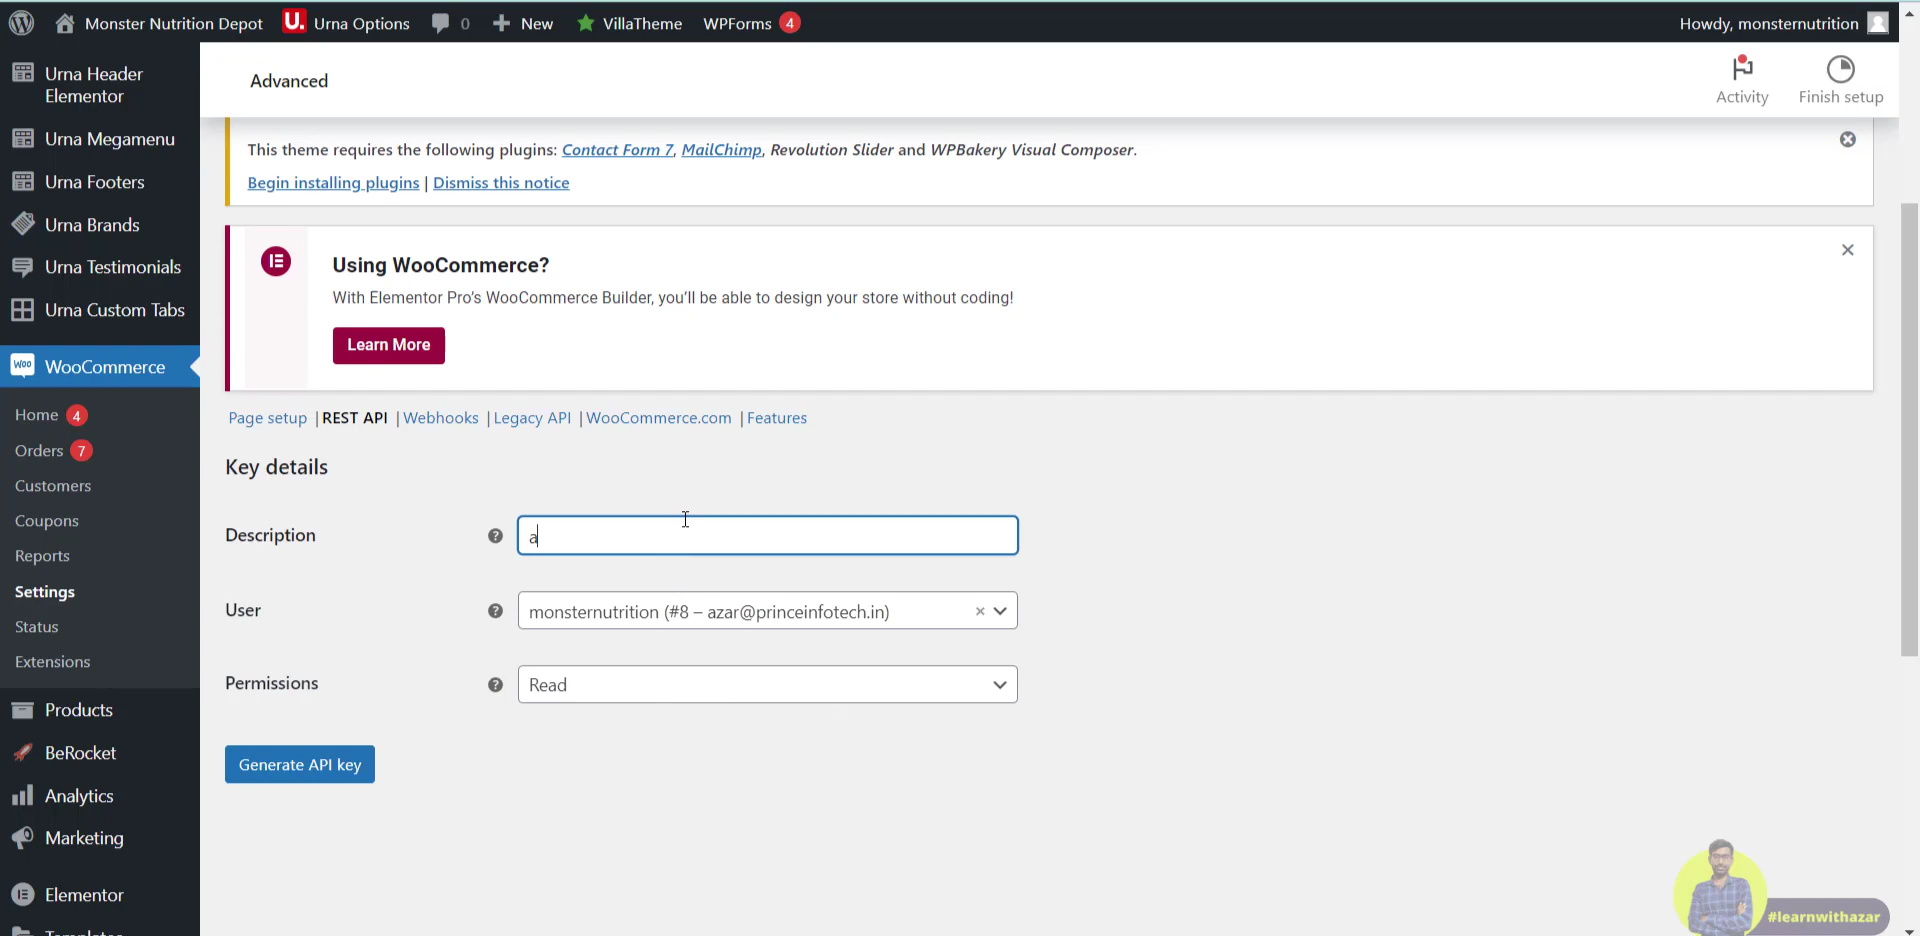 Monster Nutrition Depot
U. Urna Options
0
New
VillaTheme
WPForms 4
Howdy, monsternutrition
Urna Header
Elementor
Urna Megamenu
Urna Footers
Urna Brands
Urna Testimonials
Urna Custom Tabs
Woo WooCommerce
Home 4
Orders 7
Customers
Coupons
Reports
Settings
Status
Extensions
Products
BeRocket
Analytics
Marketing
Elementor
Templates
Advanced
Activity
Finish setup
This theme requires the following plugins: Contact Form 7, MailChimp, Revolution Slider and WPBakery Visual Composer.
Begin installing plugins | Dismiss this notice
Using WooCommerce?
With Elementor Pro's WooCommerce Builder, you'll be able to design your store without coding!
Learn More
Page setup | REST API | Webhooks | Legacy API | WooCommerce.com | Features
Key details
Description ? a
User ? monsternutrition (#8 – azar@princeinfotech.in) ×
Permissions ? Read
Generate API key
#learnwithazar